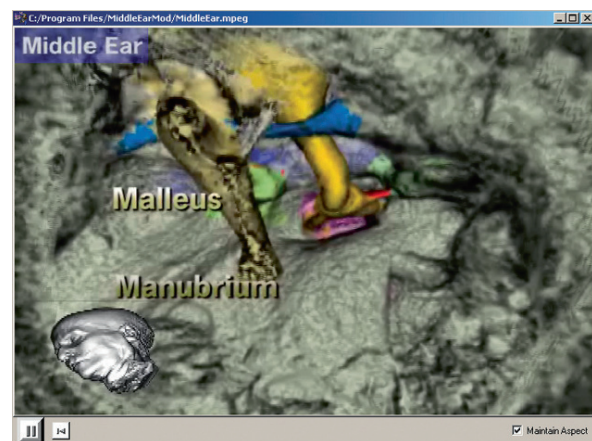 C:/Program Files/MiddleEarMod/MiddleEar.mpeg
Middle Ear
Malleus
Manubrium
Maintain Aspect